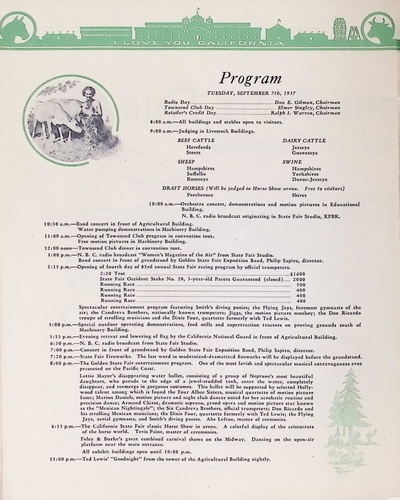 I LOVE YOU CALIFORNIA
Program
TUESDAY, SEPTEMBER 7th, 1937
Radio Day Don E. Gilman, Chairman
Townsend Club Day Elmer Stagley, Chairman
Retailer's Credit Day Ralph I. Warren, Chairman
8:00 a.m.—All buildings and stables open to visitors.
9:00 a.m.—Judging in Livestock Buildings.
BEEF CATTLE DAIRY CATTLE
Herefords Jerseys
Steers Guernseys
SHEEP SWINE
Hampshires Hampshires
Suffolks Yorkshires
Romneys Duroc-Jerseys
DRAFT HORSES (Will be judged in Horse Show arena. Free to visitors)
Percherons Shires
10:00 a.m.—Orchestra concert, demonstrations and motion pictures in Educational
Building.
N. B. C. radio broadcast originating in State Fair Studio, KFBK.
10:30 a.m.—Band concert in front of Agricultural Building.
Water pumping demonstrations in Machinery Building.
11:00 a.m.—Opening of Townsend Club program in convention tent.
Free motion pictures in Machinery Building.
12:00 noon—Townsend Club dinner in convention tent.
1:00 p.m.—N. B. C. radio broadcast "Women's Magazine of the Air" from State Fair Studio.
Band concert in front of grandstand by Golden State Fair Exposition Band, Philip Sapiro, director.
1:15 p.m.—Opening of fourth day of 83rd annual State Fair racing program by official trumpeters.
2:20 Trot $1600
State Fair Occident Stake No. 20, 3-year-old Pacers Guaranteed (closed) 2000
Running Race 500
Running Race 400
Running Race 400
Running Race 400
Spectacular entertainment program featuring Smith's diving ponies; the Flying Jays, foremost gymnasts of the
air; the Candreva Brothers, nationally known trumpeters; Jiggs, the motion picture monkey; the Don Ricardo
troupe of strolling musicians and the Dixie Four, quartette formerly with Ted Lewis.
5:00 p.m.—Special outdoor operating demonstrations, feed mills and superstruction tractors on proving grounds south of
Machinery Building.
5:15 p.m.—Evening retreat and lowering of flag by the California National Guard in front of Agricultural Building.
6:30 p.m.—N. B. C. radio broadcast from State Fair Studio.
7:00 p.m.—Concert in front of grandstand by Golden State Fair Exposition Band, Philip Sapiro, director.
7:20 p.m.—State Fair Fireworks. The last word in modernized-dramatized fireworks will be displayed before the grandstand.
8:00 p.m.—The Golden State Fair entertainment program. One of the most lavish and spectacular musical extravaganzas ever
presented on the Pacific Coast.
Lottie Mayer's disappearing water ballet, consisting of a group of Neptune's most beautiful
daughters, who parade to the edge of a jewel-studded tank, enter the water, completely
disappear, and reemerge in gorgeous costumes. This ballet will be supported by selected Hollywood
talent among which is found the Four Allen Sisters, musical quartette of motion picture
fame; Marian Daniels, motion picture and night club dancer noted for her acrobatic routine and
precision dance; Armand Chirot, dramatic soprano, grand opera and motion picture star known
as the "Mexican Nightingale"; the Six Candreva Brothers, official trumpeters; Don Ricardo and
his strolling Mexican musicians; the Dixie Four, quartette formerly with Ted Lewis; the Flying
Jays, aerial gymnasts, and Smith's diving ponies. Abe Lefton, master of ceremonies.
6:15 p.m.—The California State Fair classic Horse Show in arena. A colorful display of the aristocrats
of the horse world. Tevis Paine, master of ceremonies.
Foley & Burke's great combined carnival shows on the Midway. Dancing on the open-air
platform near the main entrance.
All exhibit buildings open until 10:00 p.m.
11:00 p.m.—Ted Lewis' "Goodnight" from the tower of the Agricultural Building nightly.